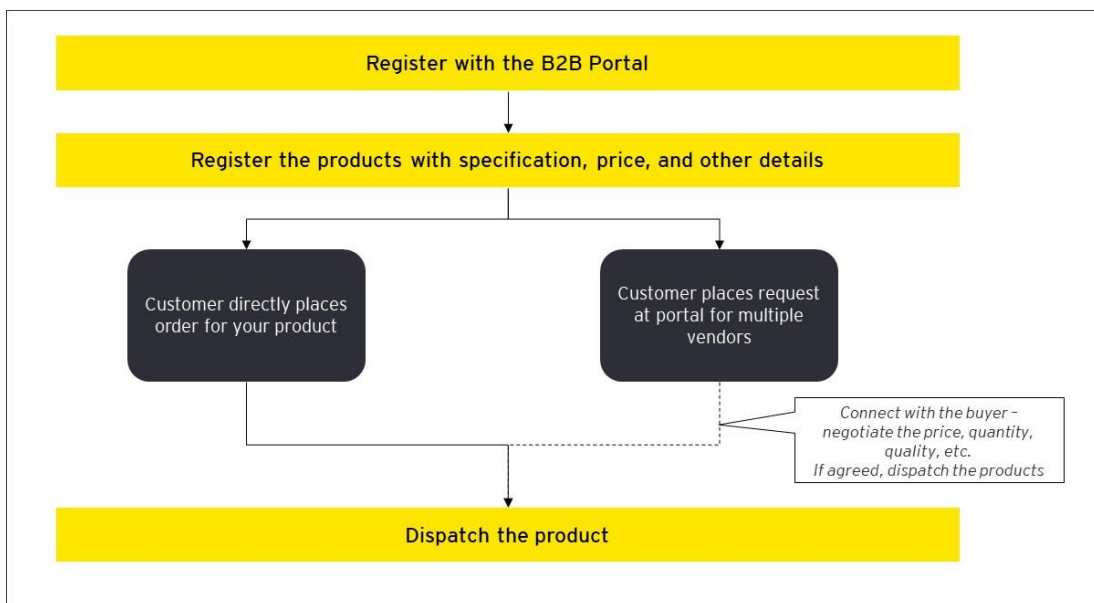 Register with the B2B Portal
Register the products with specification, price, and other details
Customer directly places
order for your product
Customer places request
at portal for multiple
vendors
Connect with the buyer –
negotiate the price, quantity,
quality, etc.
If agreed, dispatch the products
Dispatch the product